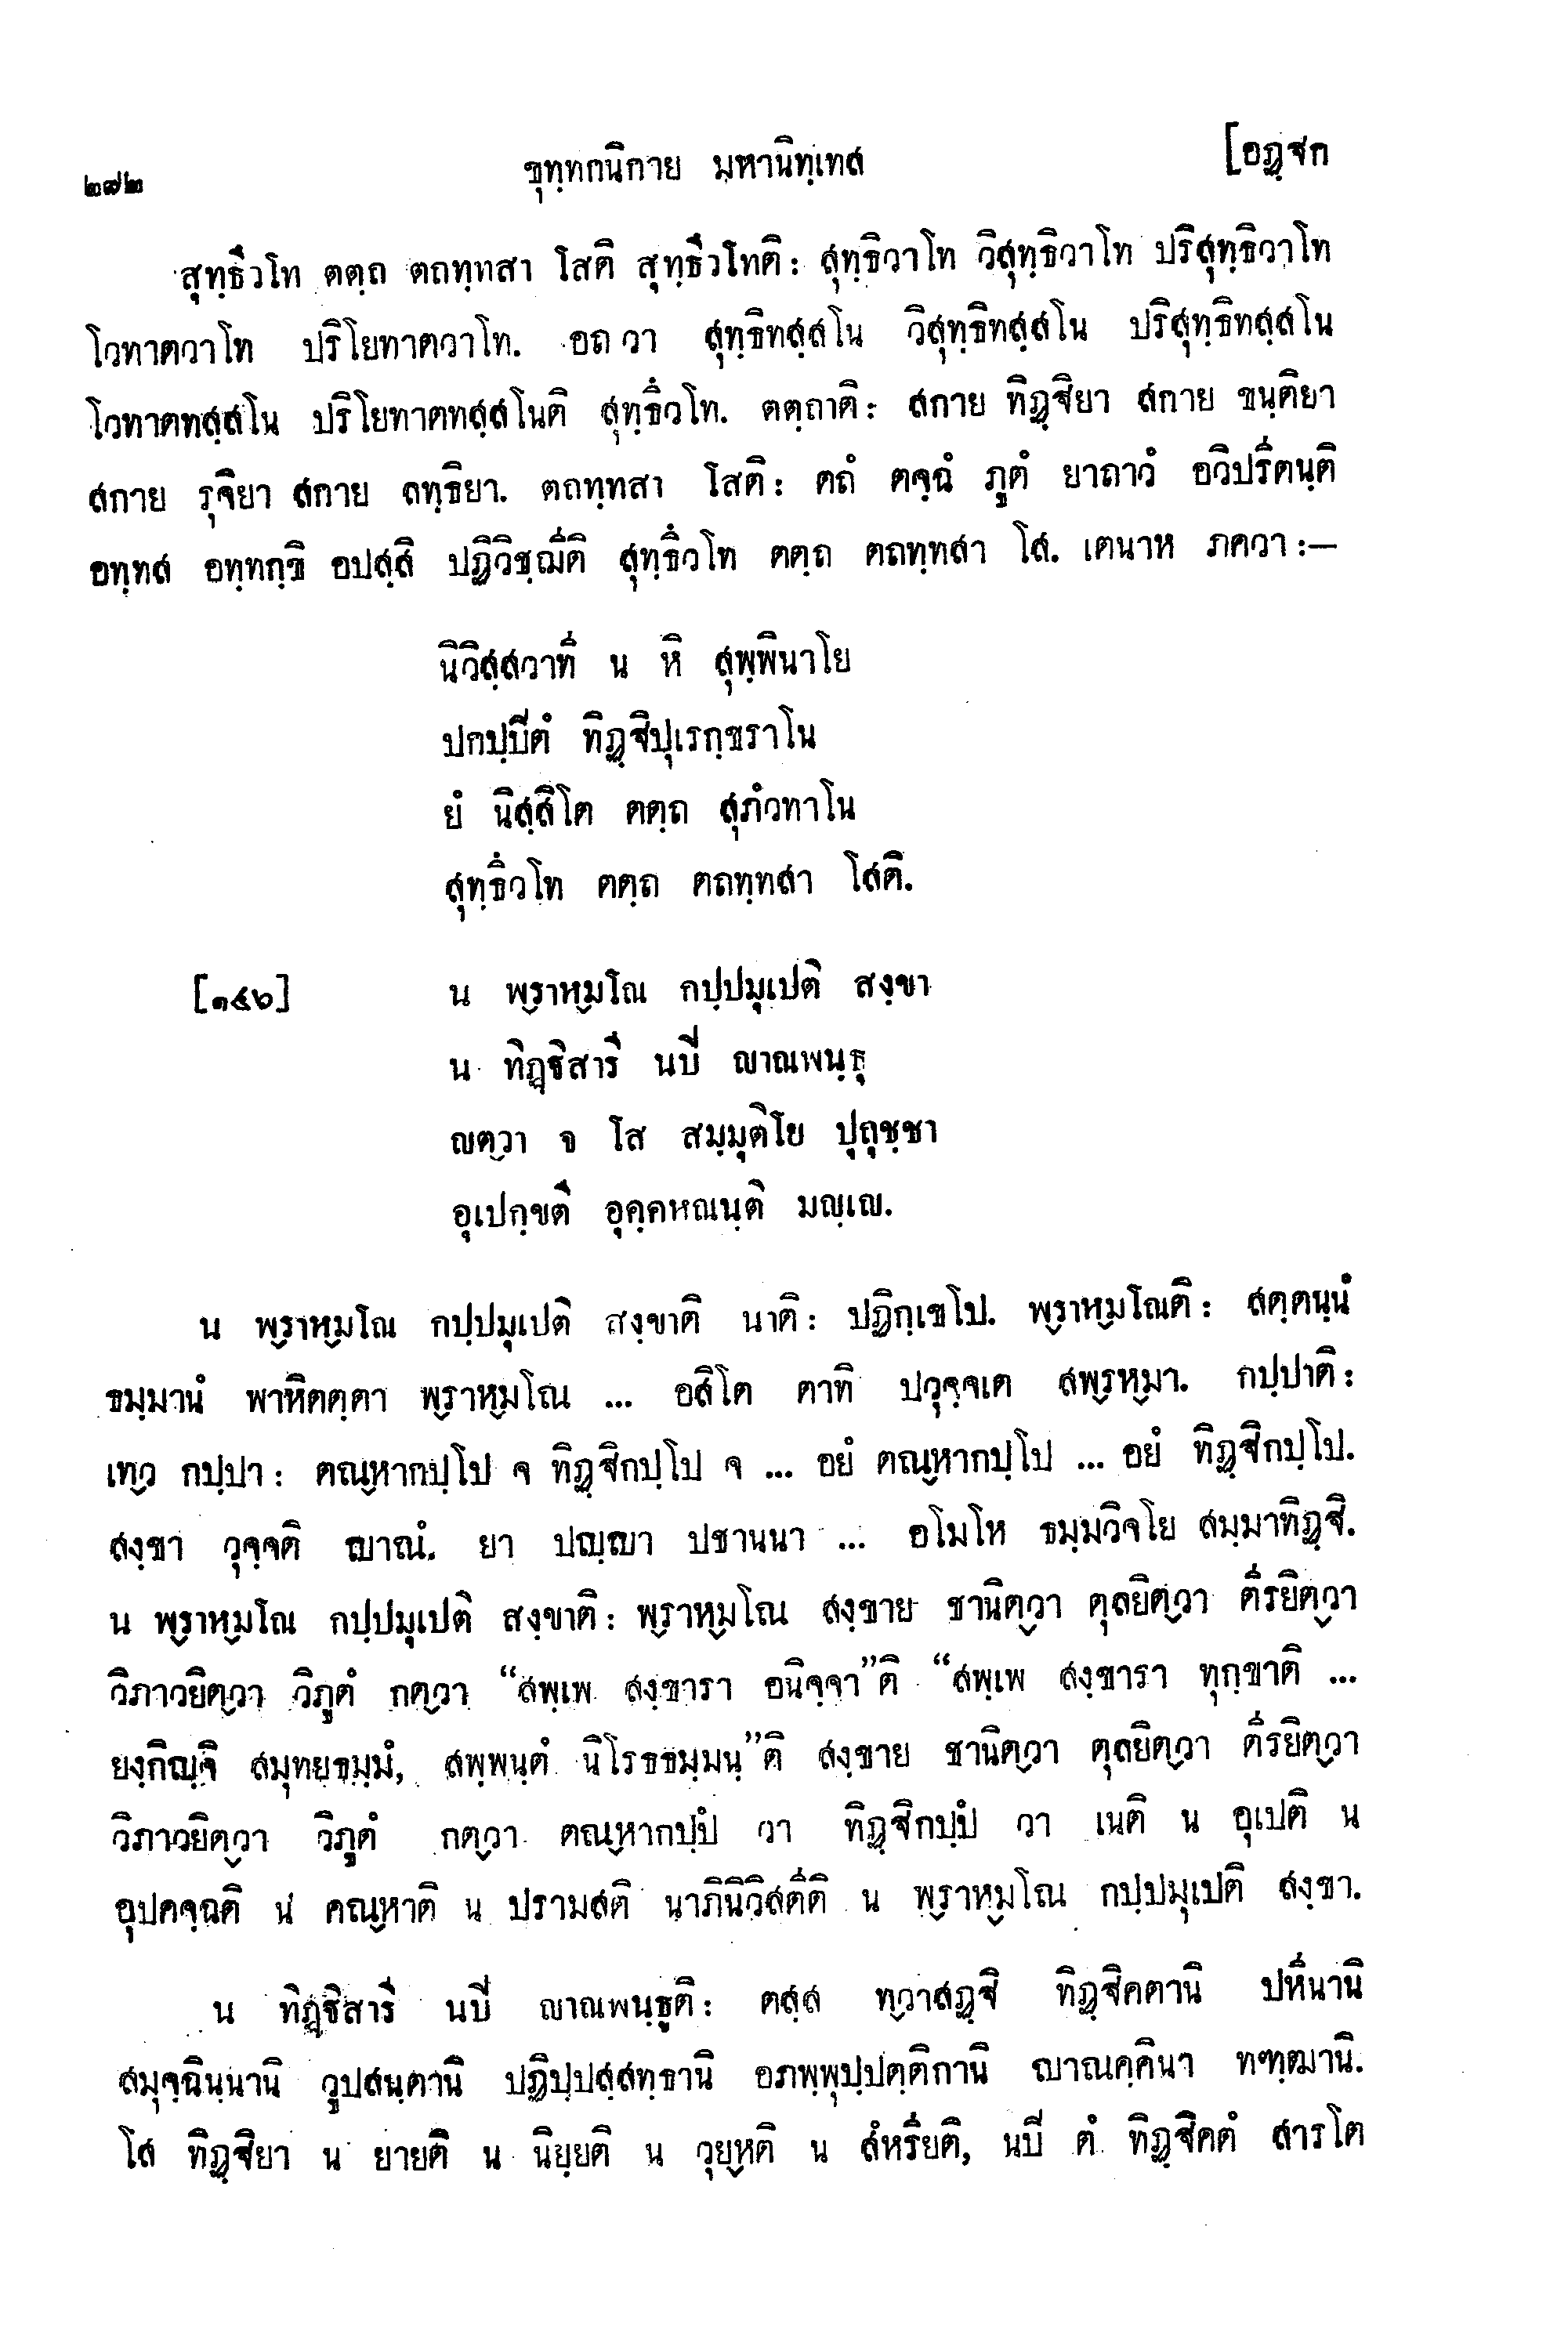 ๒๗๒ ขุทฺทกนิกาย มหานิทฺเทส [อฏฺฐก
สุทฺธึวโท ตตฺถ ตถทฺทสา โสติ สุทฺธึวโทติ: สุทฺธิวาโท วิสุทฺธิวาโท ปริสุทฺธิวาโท
โวทาตวาโท ปริโยทาตวาโท. อถ วา สุทฺธิทสฺสโน วิสุทฺธิทสฺสโน ปริสุทฺธิทสฺสโน
โวทาตทสฺสโน ปริโยทาตทสฺสโนติ สุทฺธึวโท. ตตฺถาติ: สกาย ทิฏฺฐิยา สกาย ขนฺติยา
สกาย รุจิยา สกาย ลทฺธิยา. ตถทฺทสา โสติ: ตถํ ตจฺฉํ ภูตํ ยาถาวํ อวิปรีตนฺติ
อทฺทส อทฺทกฺขิ อปสฺสิ ปฏิวิชฺฌีติ สุทฺธึวโท ตตฺถ ตถทฺทสา โส. เตนาห ภควา :—
นิวิสฺสวาที น หิ สุพฺพินาโย
ปกปฺปิตํ ทิฏฺฐิปุเรกฺขราโน
ยํ นิสฺสิโต ตตฺถ สุภํวทาโน
สุทฺธึวโท ตตฺถ ตถทฺทสา โสติ.
[๑๔๖] น พฺราหฺมโณ กปฺปมุเปติ สงฺขา
น ทิฏฺฐิสารี นปี ญาณพนฺธุ
ญตฺวา จ โส สมฺมุติโย ปุถุชฺชา
อุเปกฺขตี อุคฺคหณนฺติ มญฺเญ.
น พฺราหฺมโณ กปฺปมุเปติ สงฺขาติ นาติ: ปฏิกฺเขโป. พฺราหฺมโณติ: สตฺตนฺนํ
ธมฺมานํ พาหิตตฺตา พฺราหฺมโณ ... อสิโต ตาทิ ปวุจฺจเต สพฺรหฺมา. กปฺปาติ:
เทฺว กปฺปา: ตณฺหากปฺโป จ ทิฏฺฐิกปฺโป จ ... อยํ ตณฺหากปฺโป ... อยํ ทิฏฺฐิกปฺโป.
สงฺขา วุจฺจติ ญาณํ. ยา ปญฺญา ปชานนา ... อโมโห ธมฺมวิจโย สมฺมาทิฏฺฐิ.
น พฺราหฺมโณ กปฺปมุเปติ สงฺขาติ: พฺราหฺมโณ สงฺขาย ชานิตฺวา ตุลยิตฺวา ตีรยิตฺวา
วิภาวยิตฺวา วิภูตํ กตฺวา “สพฺเพ สงฺขารา อนิจฺจา”ติ “สพฺเพ สงฺขารา ทุกฺขาติ ...
ยงฺกิญฺจิ สมุทยธมฺมํ, สพฺพนฺตํ นิโรธธมฺมนฺ”ติ สงฺขาย ชานิตฺวา ตุลยิตฺวา ตีรยิตฺวา
วิภาวยิตฺวา วิภูตํ กตฺวา ตณฺหากปฺปํ วา ทิฏฺฐิกปฺปํ วา เนติ น อุเปติ น
อุปคจฺฉติ น คณฺหาติ น ปรามสติ นาภินิวิสตีติ น พฺราหฺมโณ กปฺปมุเปติ สงฺขา.
น ทิฏฺฐิสารี นปี ญาณพนฺธูติ: ตสฺส ทฺวาสฏฺฐี ทิฏฺฐิคตานิ ปหีนานิ
สมุจฺฉินฺนานิ วูปสนฺตานิ ปฏิปฺปสฺสทฺธานิ อภพฺพุปฺปตฺติกานิ ญาณคฺคินา ทฑฺฒานิ.
โส ทิฏฺฐิยา น ยายติ น นิยฺยติ น วุยฺหติ น สํหรียติ, นปี ตํ ทิฏฺฐิคตํ สารโต